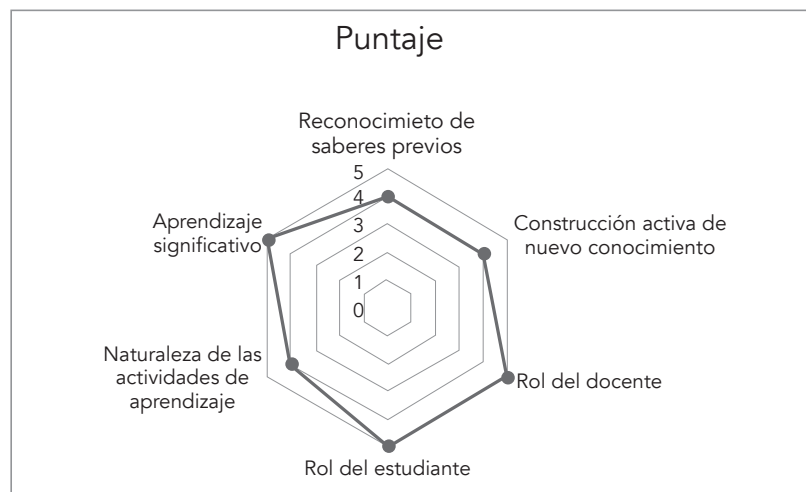 Puntaje
Reconocimieto de
saberes previos
5
4
3
2
1
0
Construcción activa de
nuevo conocimiento
Rol del docente
Rol del estudiante
Naturaleza de las
actividades de
aprendizaje
Aprendizaje
significativo